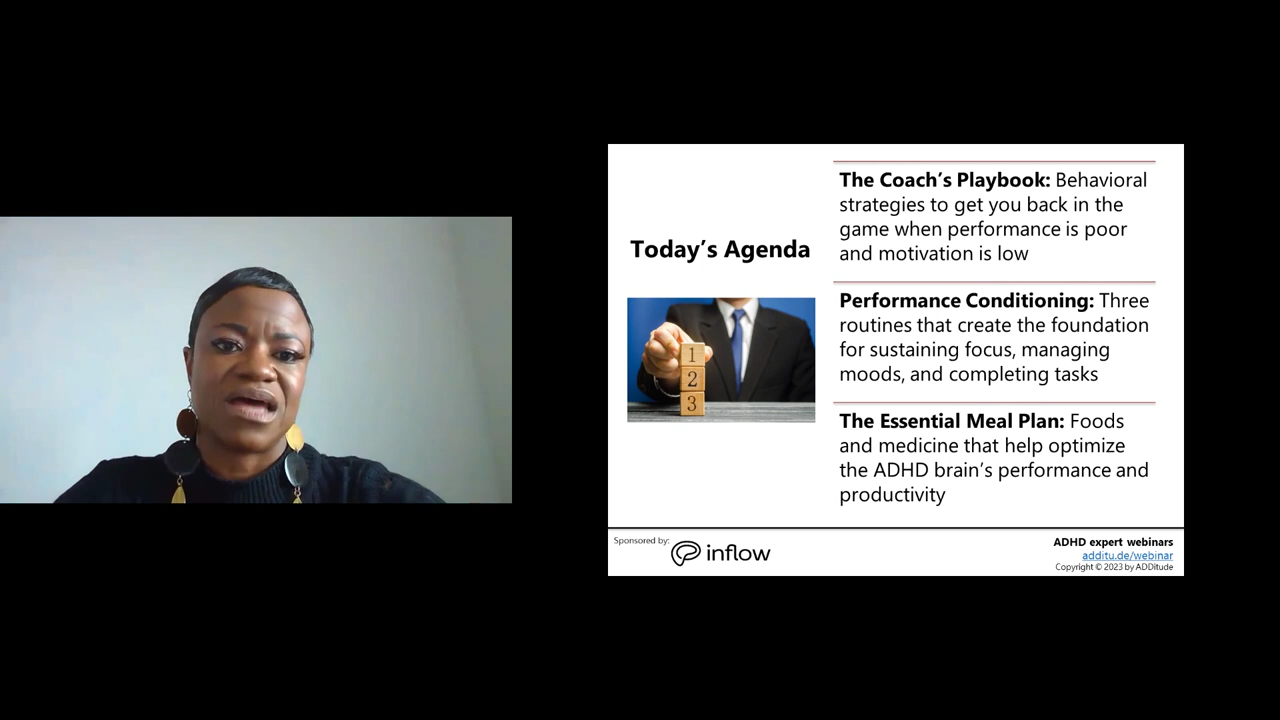 Today's Agenda
1
2
3
The Coach's Playbook: Behavioral
strategies to get you back in the
game when performance is poor
and motivation is low
Performance Conditioning: Three
routines that create the foundation
for sustaining focus, managing
moods, and completing tasks
The Essential Meal Plan: Foods
and medicine that help optimize
the ADHD brain's performance and
productivity
Sponsored by:
inflow
ADHD expert webinars
additu.de/webinar
Copyright © 2023 by ADDitude